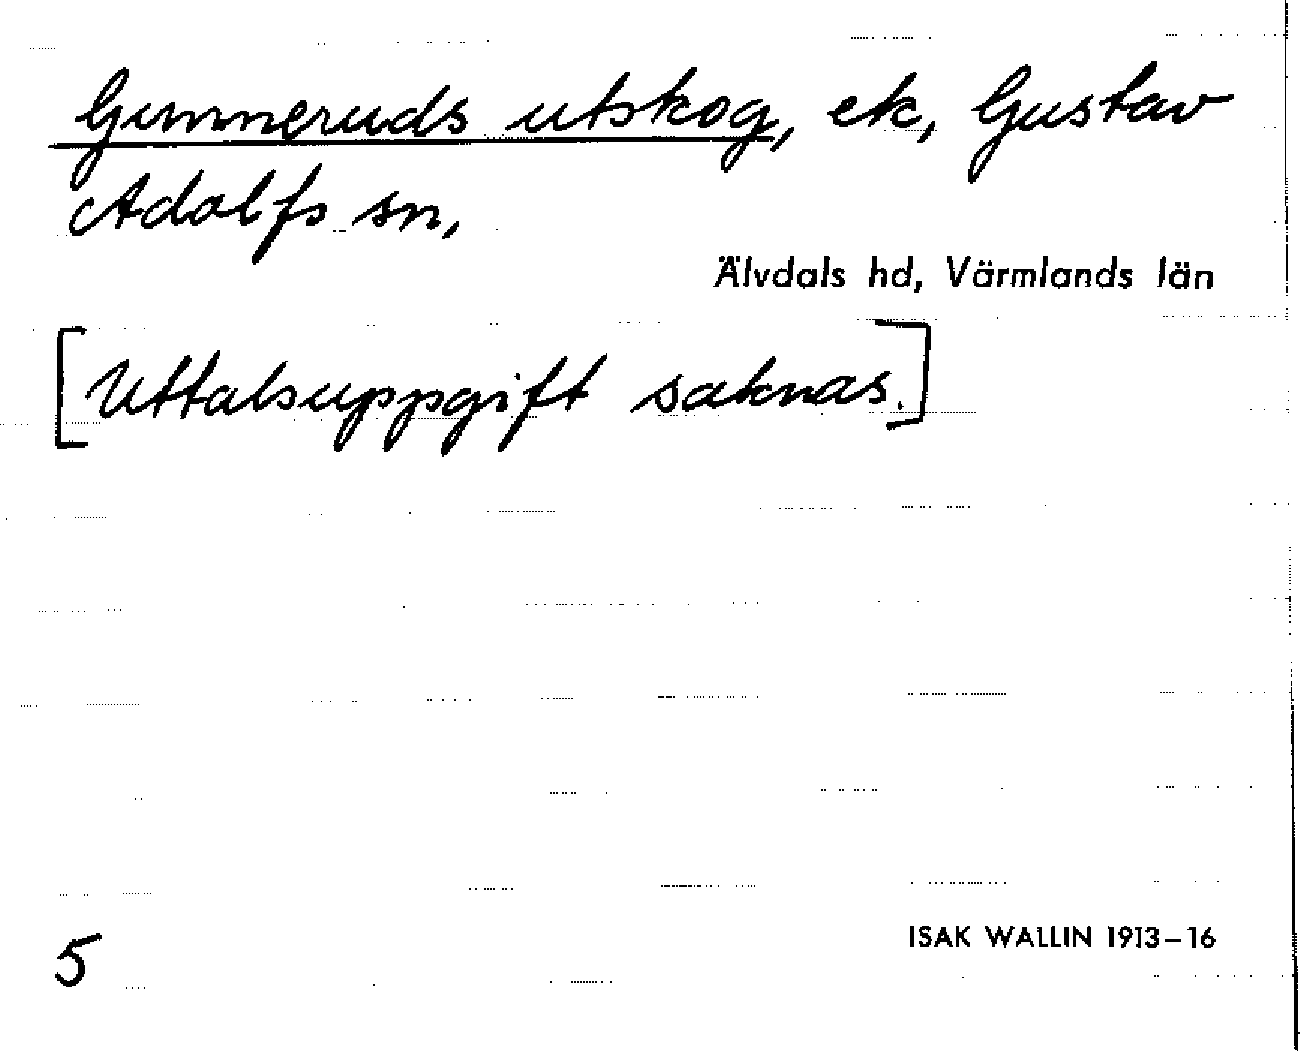 Gunneruds utskog, ek, Gustav
Adolfs sn,
Älvdals hd, Värmlands län
[Uttalsuppgift saknas.]
5
ISAK WALLIN 1913-16